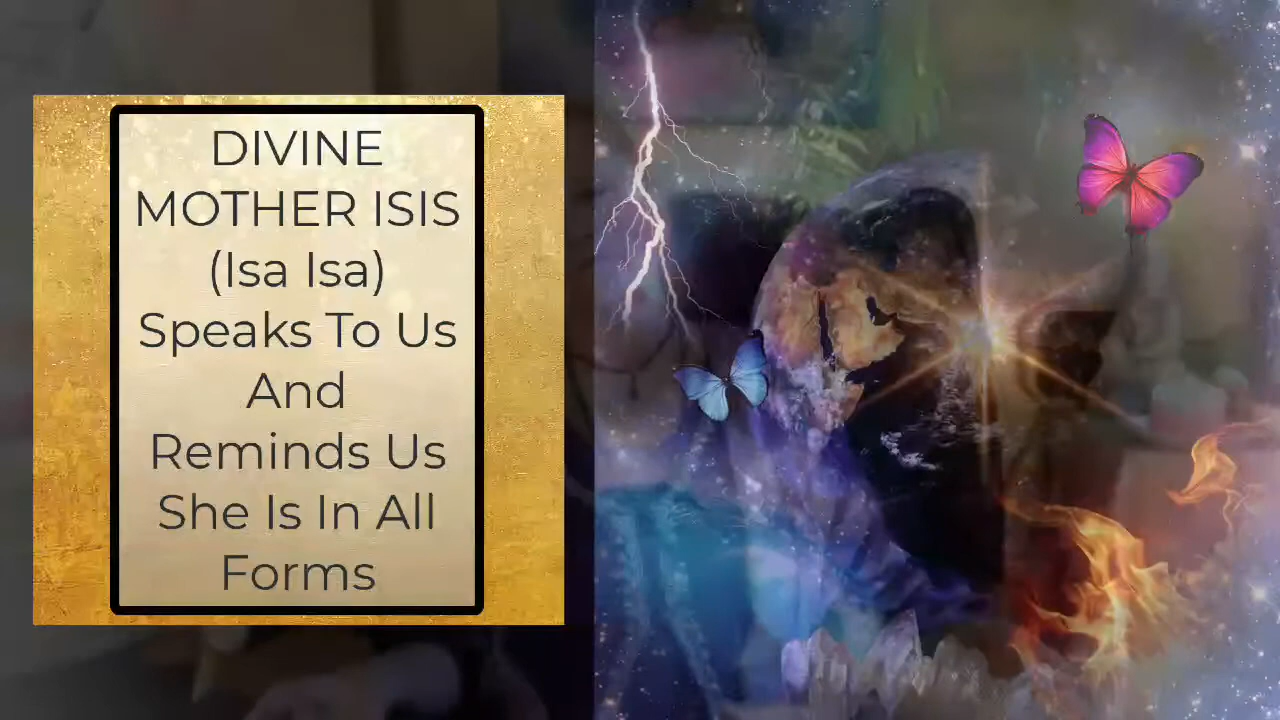 DIVINE
MOTHER ISIS
(Isa Isa)
Speaks To Us
And
Reminds Us
She Is In All
Forms